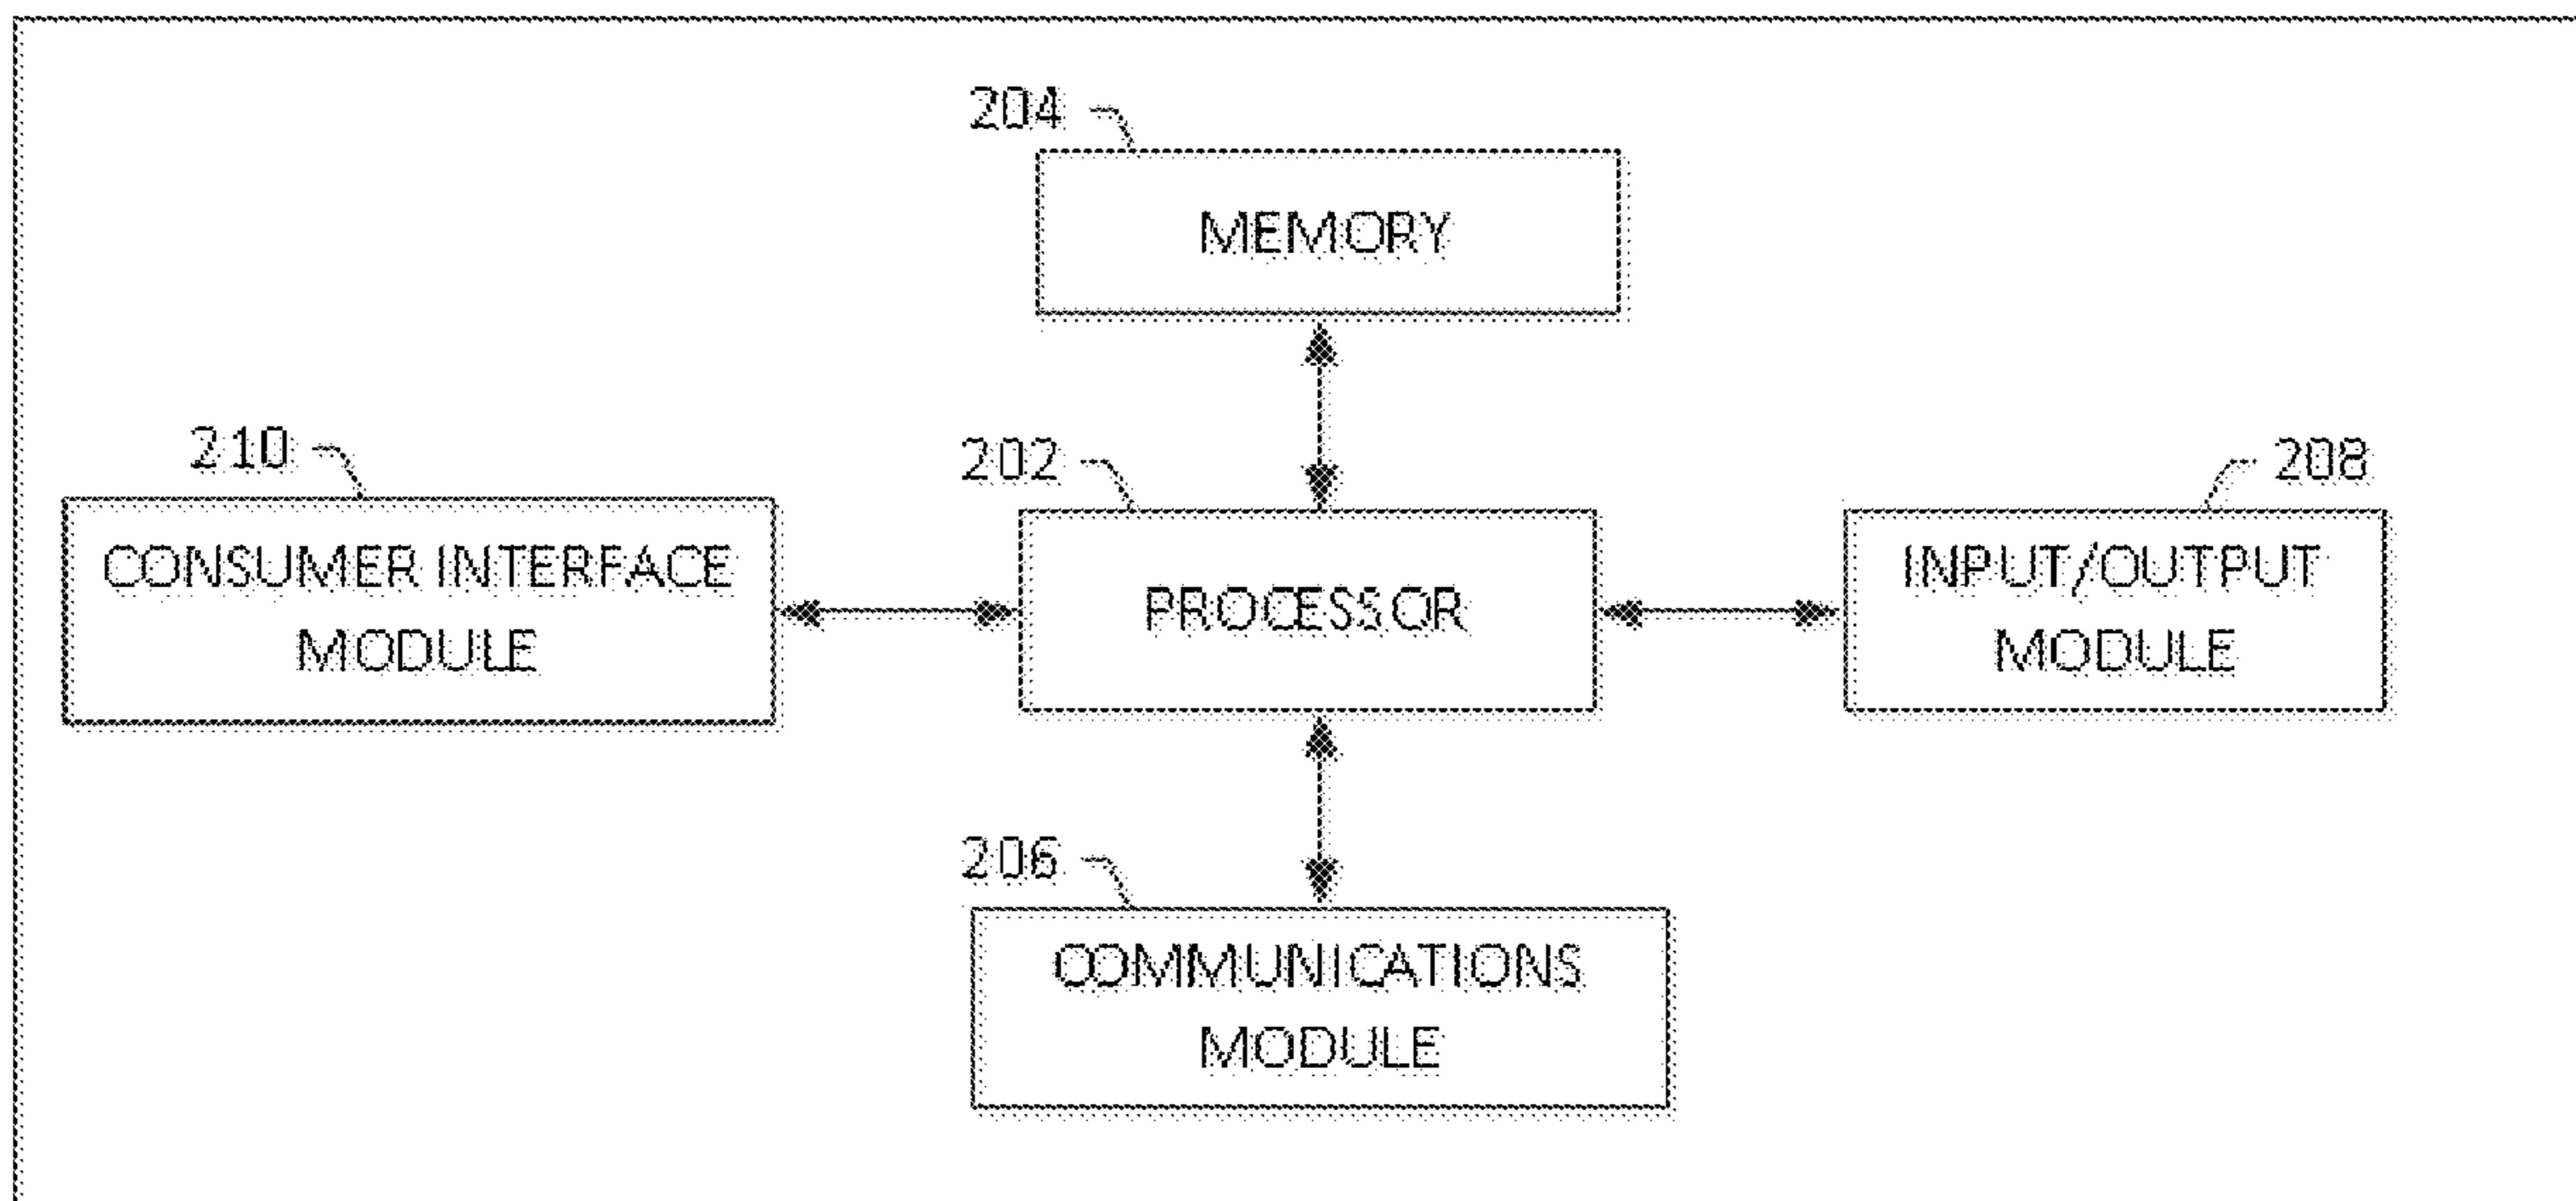 204
MEMORY
210
202
208
CONSUMER INTERFACE
MODULE
PROCESSOR
INPUT/OUTPUT
MODULE
206
COMMUNICATIONS
MODULE